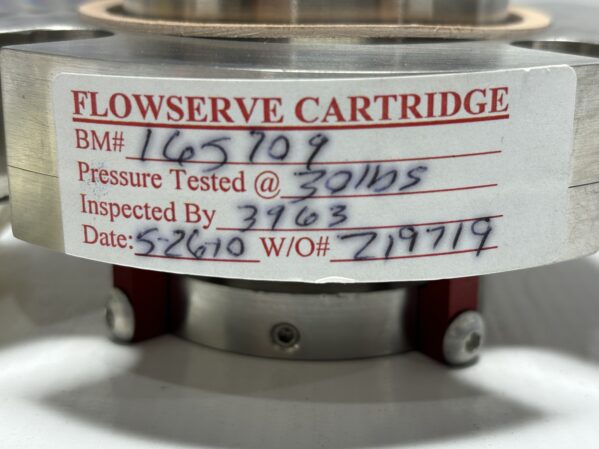 FLOWSERVE CARTRIDGE
BM# 165709
Pressure Tested @ 30lbs
Inspected By 3963
Date: 5-26-10 W/O# 219719